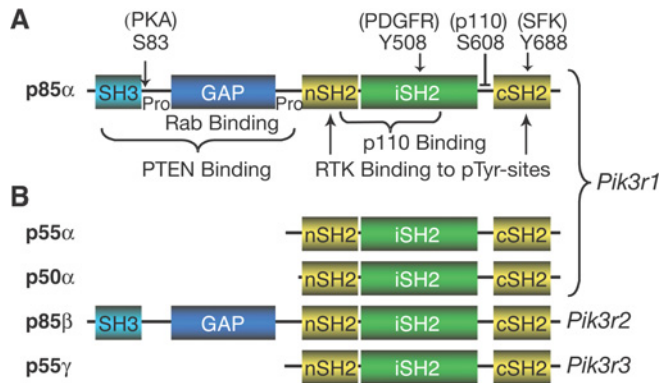 A
(PKA) (PDGFR) (p110) (SFK)
S83 Y508 S608 Y688
p85α SH3 Pro GAP Pro nSH2 iSH2 cSH2
Rab Binding
p110 Binding
PTEN Binding RTK Binding to pTyr-sites
Pik3r1
B
p55α nSH2 iSH2 cSH2
p50α nSH2 iSH2 cSH2
p85β SH3 GAP nSH2 iSH2 cSH2 Pik3r2
p55γ nSH2 iSH2 cSH2 Pik3r3